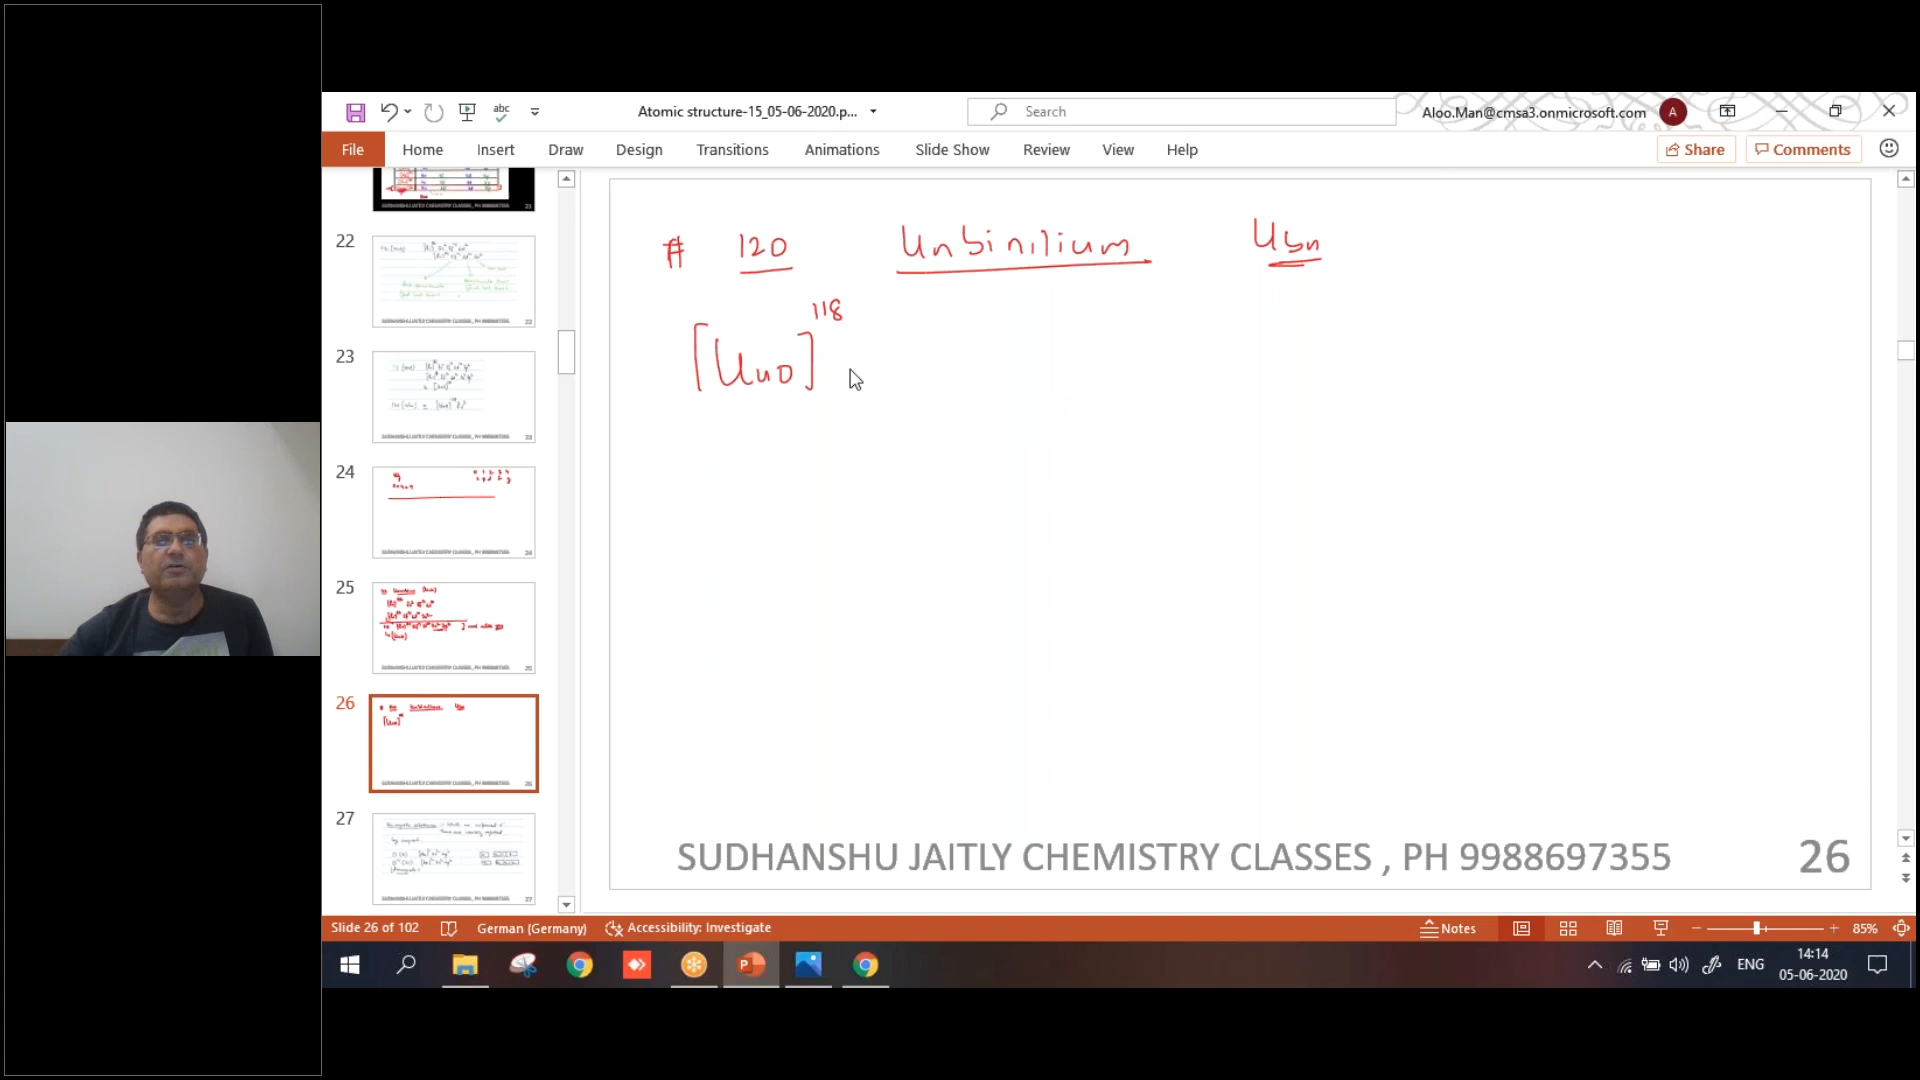 abc
Atomic structure-15_05-06-2020.p...
Search
Aloo.Man@cmsa3.onmicrosoft.com
A
File Home Insert Draw Design Transitions Animations Slide Show Review View Help
Share
Comments
21
22
23
24
25
26
27
# 120 Unbinilium Ubn
[Uuo]118
SUDHANSHU JAITLY CHEMISTRY CLASSES , PH 9988697355
26
Slide 26 of 102
German (Germany)
Accessibility: Investigate
Notes
85%
ENG
14:14
05-06-2020